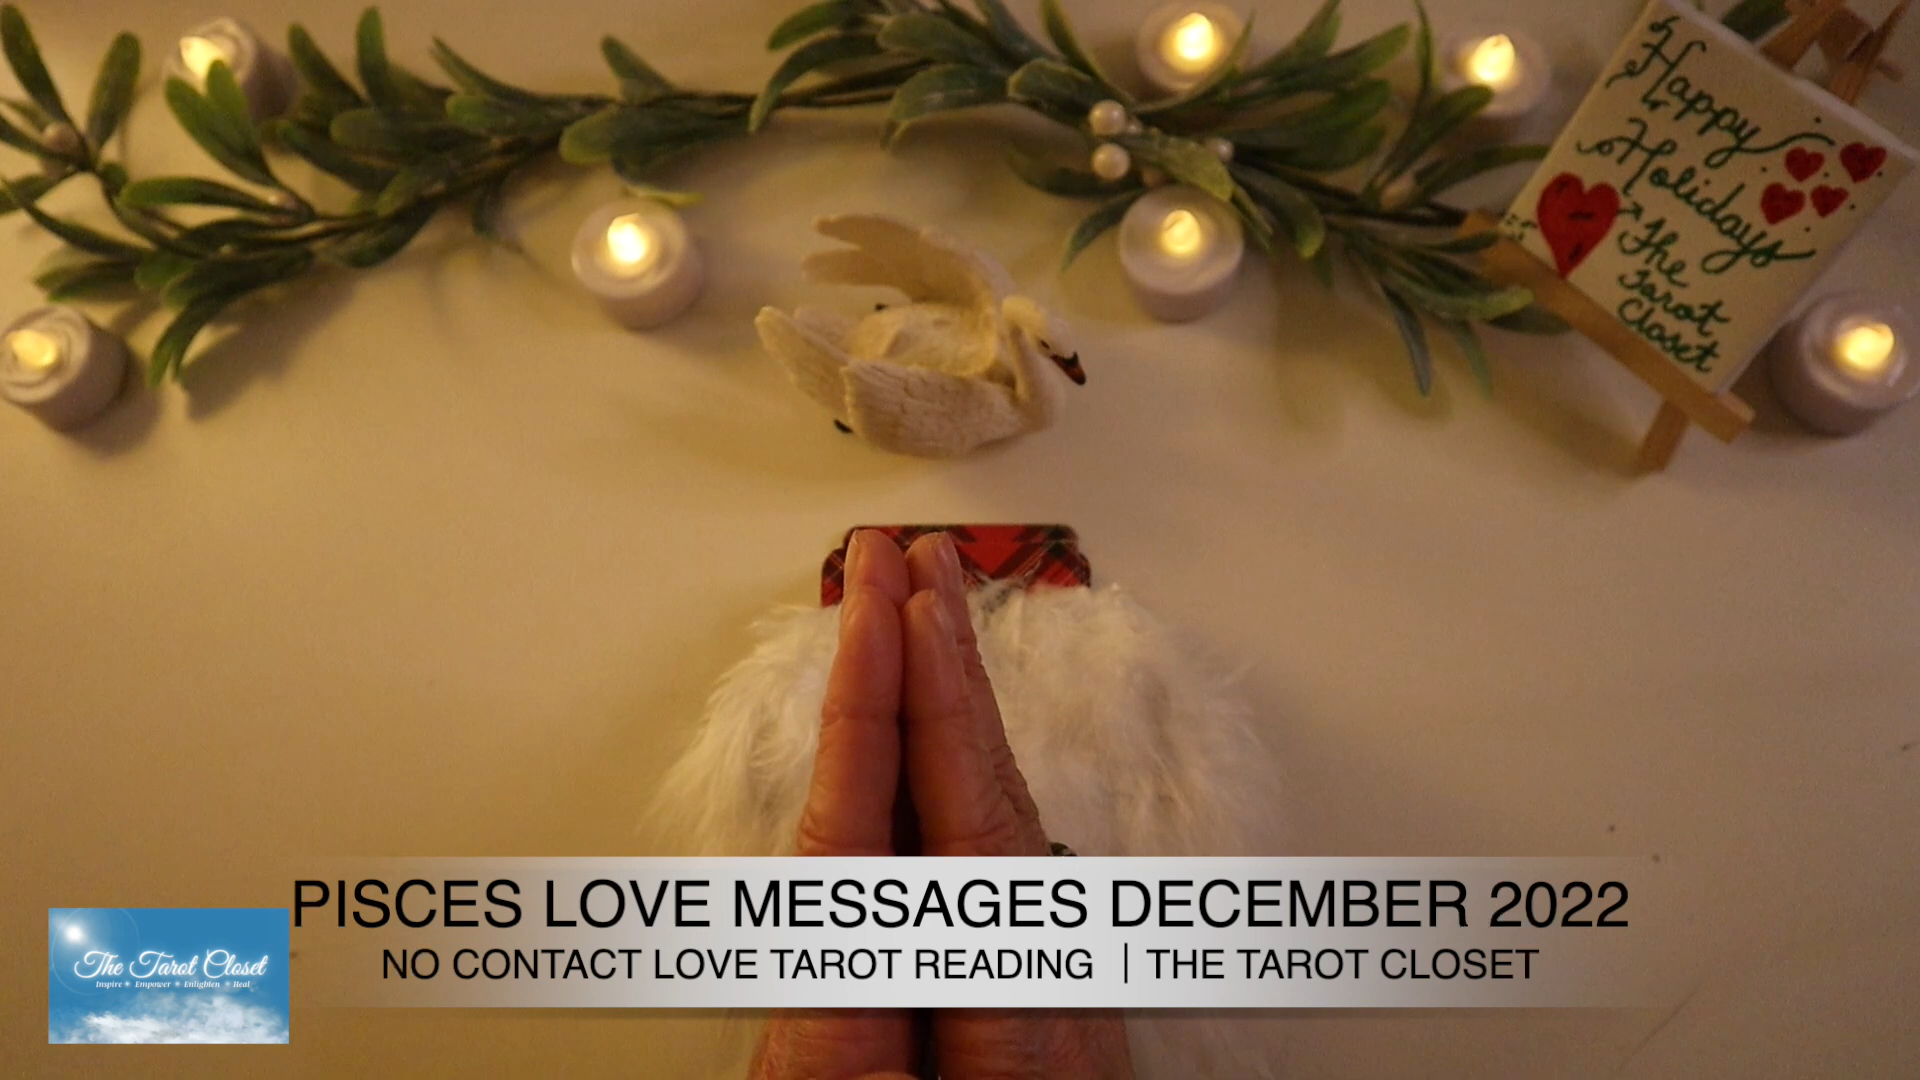 Happy
Holidays
The
Tarot
Closet
PISCES LOVE MESSAGES DECEMBER 2022
NO CONTACT LOVE TAROT READING | THE TAROT CLOSET
The Tarot Closet
Inspire * Empower * Enlighten * Heal